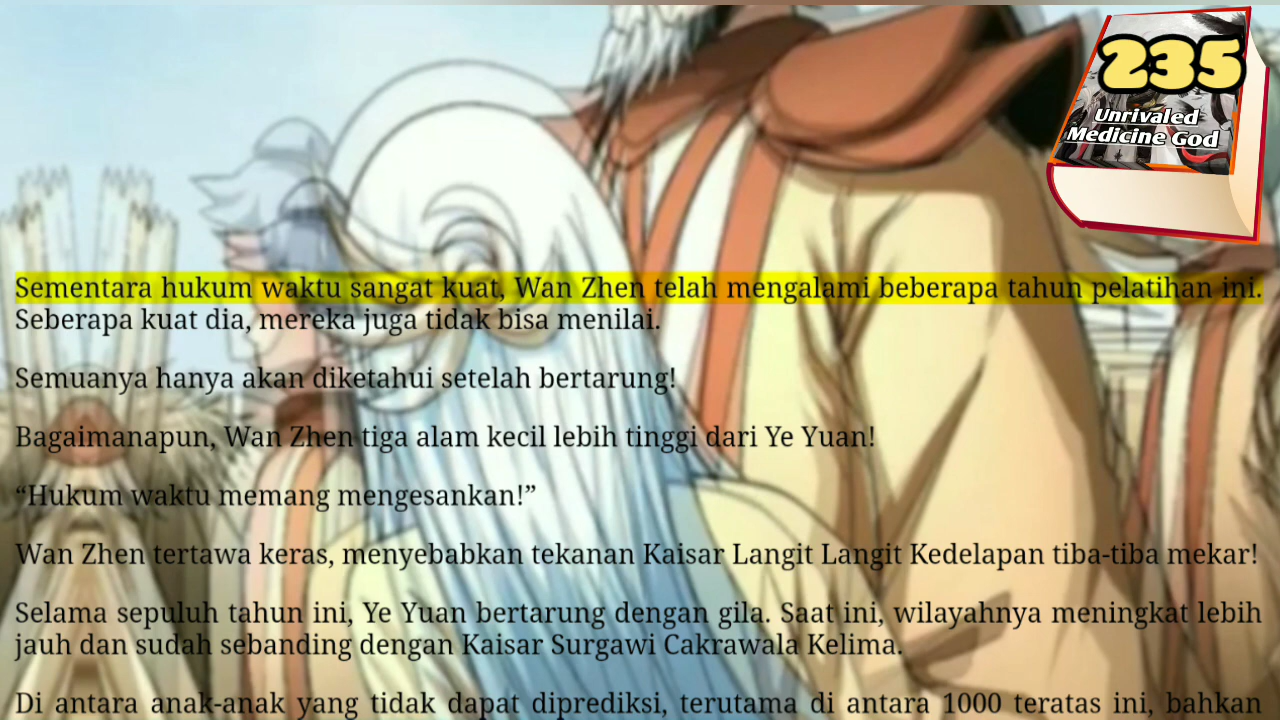 235
Unrivaled
Medicine God
Sementara hukum waktu sangat kuat, Wan Zhen telah mengalami beberapa tahun pelatihan ini.
Seberapa kuat dia, mereka juga tidak bisa menilai.
Semuanya hanya akan diketahui setelah bertarung!
Bagaimanapun, Wan Zhen tiga alam kecil lebih tinggi dari Ye Yuan!
“Hukum waktu memang mengesankan!”
Wan Zhen tertawa keras, menyebabkan tekanan Kaisar Langit Langit Kedelapan tiba-tiba mekar!
Selama sepuluh tahun ini, Ye Yuan bertarung dengan gila. Saat ini, wilayahnya meningkat lebih
jauh dan sudah sebanding dengan Kaisar Surgawi Cakrawala Kelima.
Di antara anak-anak yang tidak dapat diprediksi, terutama di antara 1000 teratas ini, bahkan